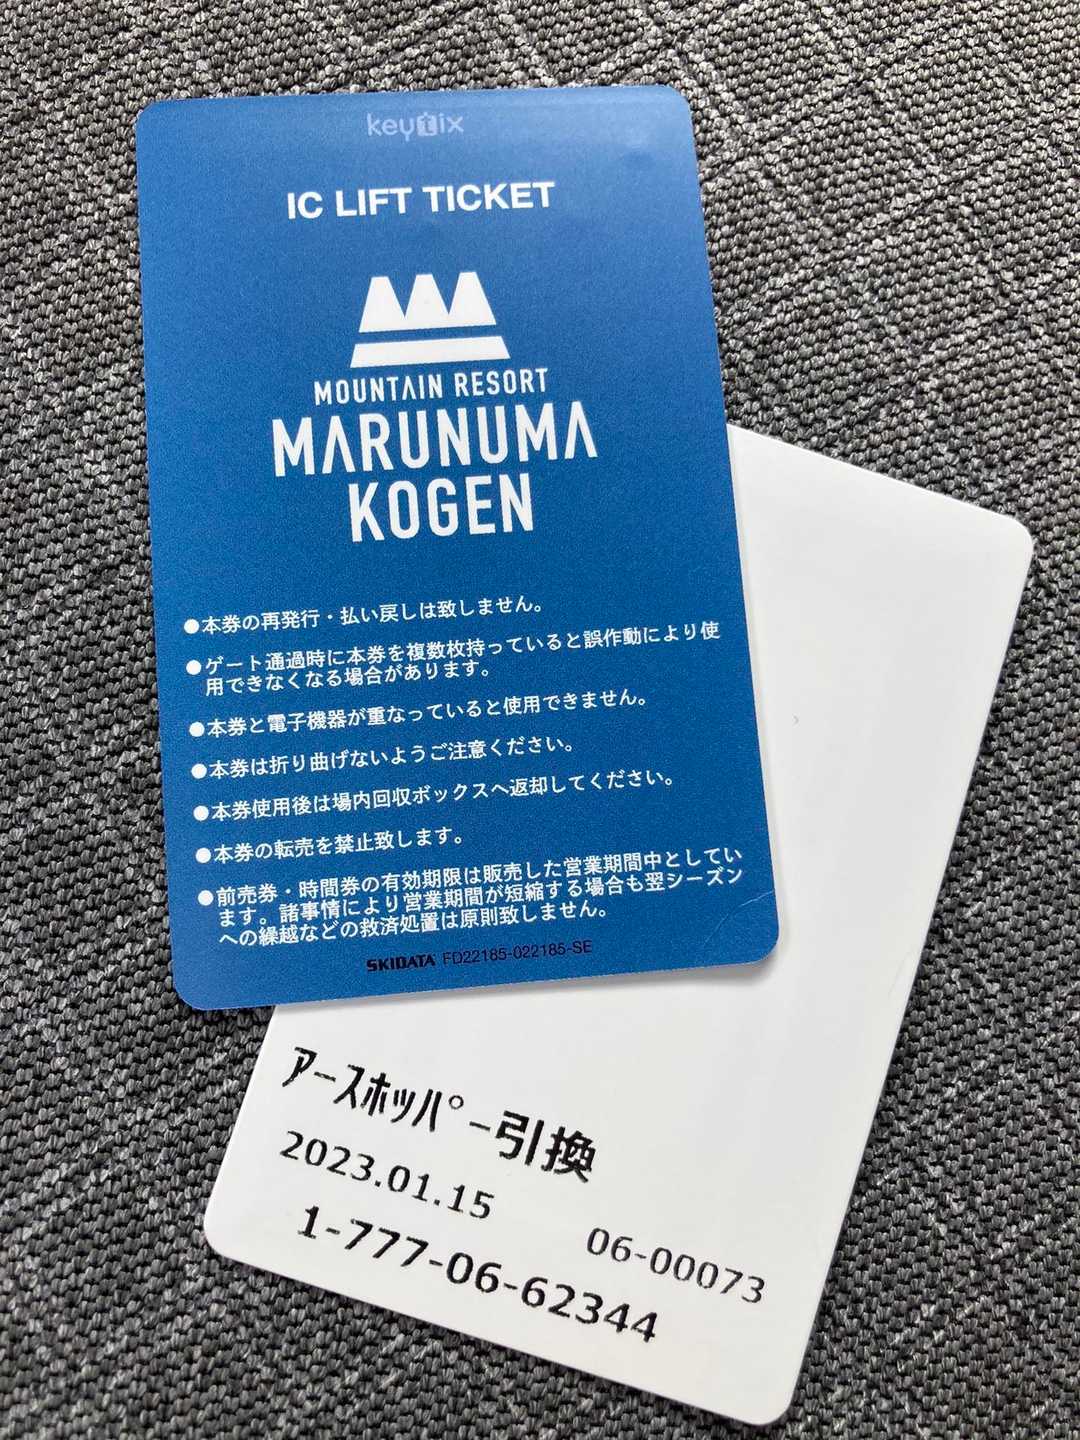 keytix
IC LIFT TICKET
MOUNTAIN RESORT
MARUNUMA
KOGEN
●本券の再発行・払い戻しは致しません。
●ゲート通過時に本券を複数枚持っていると誤作動により使
用できなくなる場合があります。
●本券と電子機器が重なっていると使用できません。
●本券は折り曲げないようご注意ください。
●本券使用後は場内回収ボックスへ返却してください。
●本券の転売を禁止致します。
●前売券・時間券の有効期限は販売した営業期間中としてい
ます。諸事情により営業期間が短縮する場合も翌シーズン
への繰越などの救済処置は原則致しません。
SKIDATA FD22185-022185-SE
ｱｰｽﾎｯﾊﾟｰ引換
2023.01.15
06-00073
1-777-06-62344